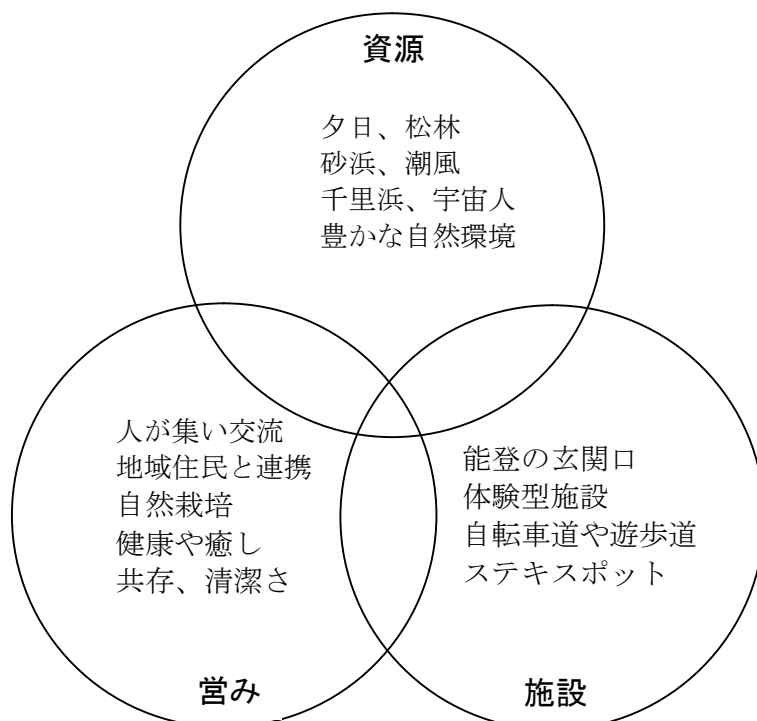 資源
夕日、松林
砂浜、潮風
千里浜、宇宙人
豊かな自然環境
人が集い交流
地域住民と連携
自然栽培
健康や癒し
共存、清潔さ
営み
能登の玄関口
体験型施設
自転車道や遊歩道
ステキスポット
施設